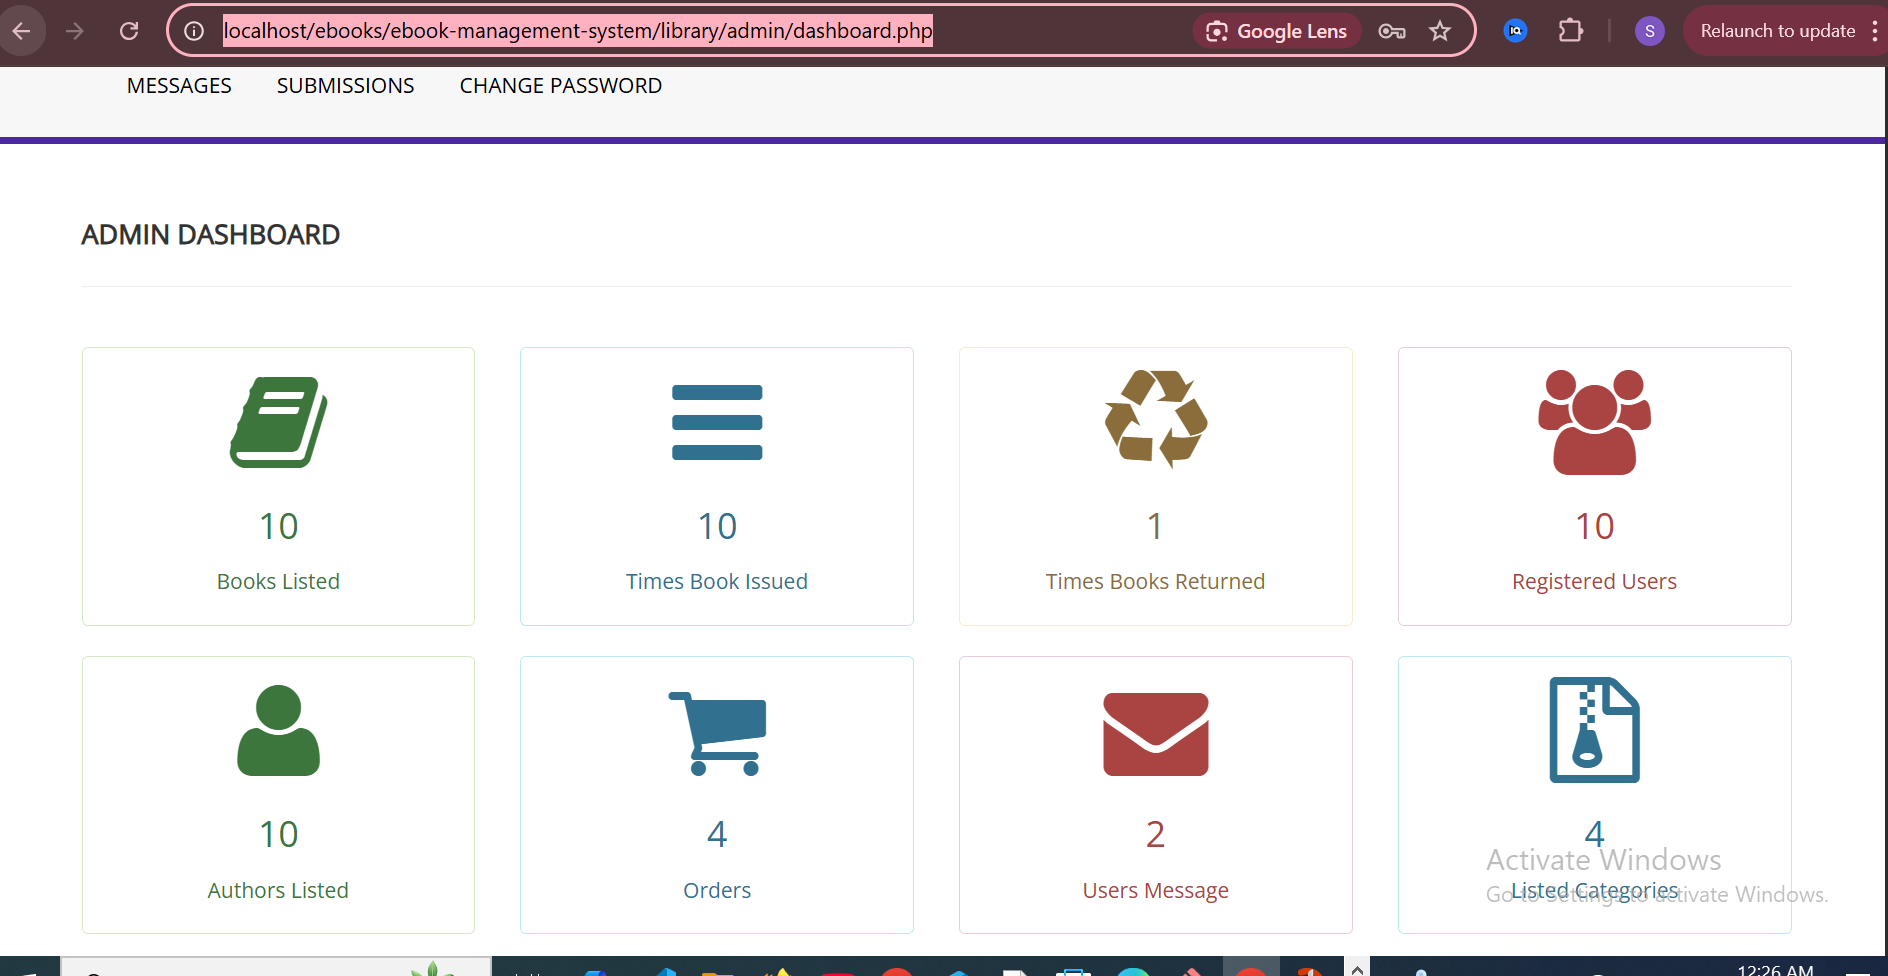 localhost/ebooks/ebook-management-system/library/admin/dashboard.php
Google Lens
S
Relaunch to update
MESSAGES SUBMISSIONS CHANGE PASSWORD
ADMIN DASHBOARD
10 10 1 10
Books Listed Times Book Issued Times Books Returned Registered Users
10 4 2 4
Authors Listed Orders Users Message Listed Categories
Activate Windows
Go to Settings to activate Windows.
12:26 AM